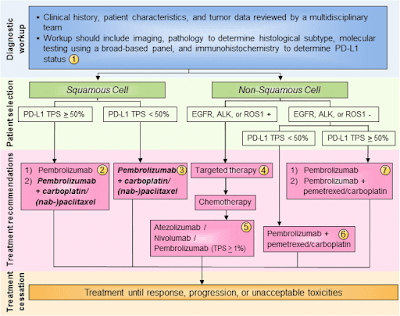 Diagnostic workup
• Clinical history, patient characteristics, and tumor data reviewed by a multidisciplinary
team
• Workup should include imaging, pathology to determine histological subtype, molecular
testing using a broad-based panel, and immunohistochemistry to determine PD-L1
status 1
Patient selection
Squamous Cell
Non-Squamous Cell
PD-L1 TPS ≥ 50%
PD-L1 TPS < 50%
EGFR, ALK, or ROS1 +
EGFR, ALK, or ROS1 -
PD-L1 TPS < 50%
PD-L1 TPS ≥ 50%
Treatment recommendations
1) Pembrolizumab 2
2) Pembrolizumab
+ carboplatin/
(nab-)paclitaxel
Pembrolizumab 3
+ carboplatin/
(nab-)paclitaxel
Targeted therapy 4
Chemotherapy
Atezolizumab / 5
Nivolumab /
Pembrolizumab (TPS ≥ 1%)
Pembrolizumab +
pemetrexed/carboplatin
6
1) Pembrolizumab 7
2) Pembrolizumab +
pemetrexed/carboplatin
Treatment cessation
Treatment until response, progression, or unacceptable toxicities